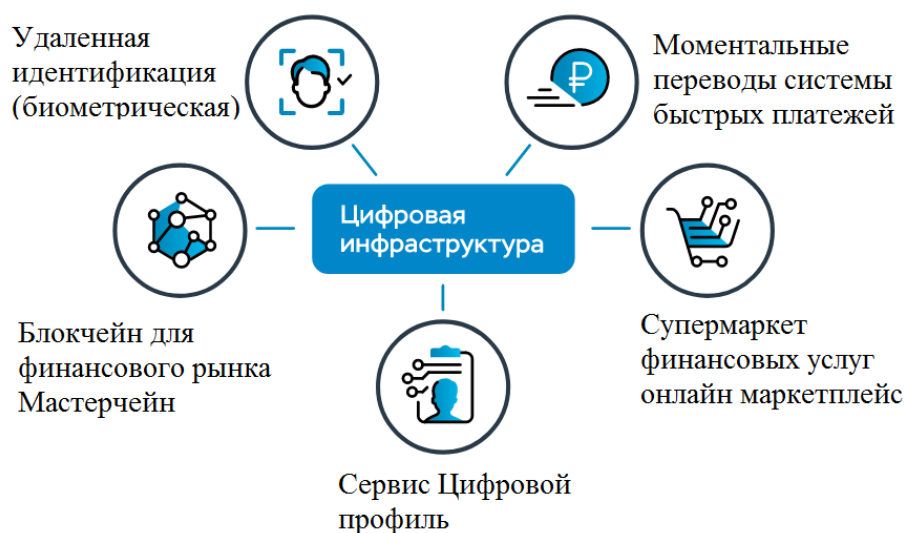 Удаленная
идентификация
(биометрическая)
Моментальные
переводы системы
быстрых платежей
₽
Цифровая
инфраструктура
Блокчейн для
финансового рынка
Мастерчейн
Супермаркет
финансовых услуг
онлайн маркетплейс
Сервис Цифровой
профиль